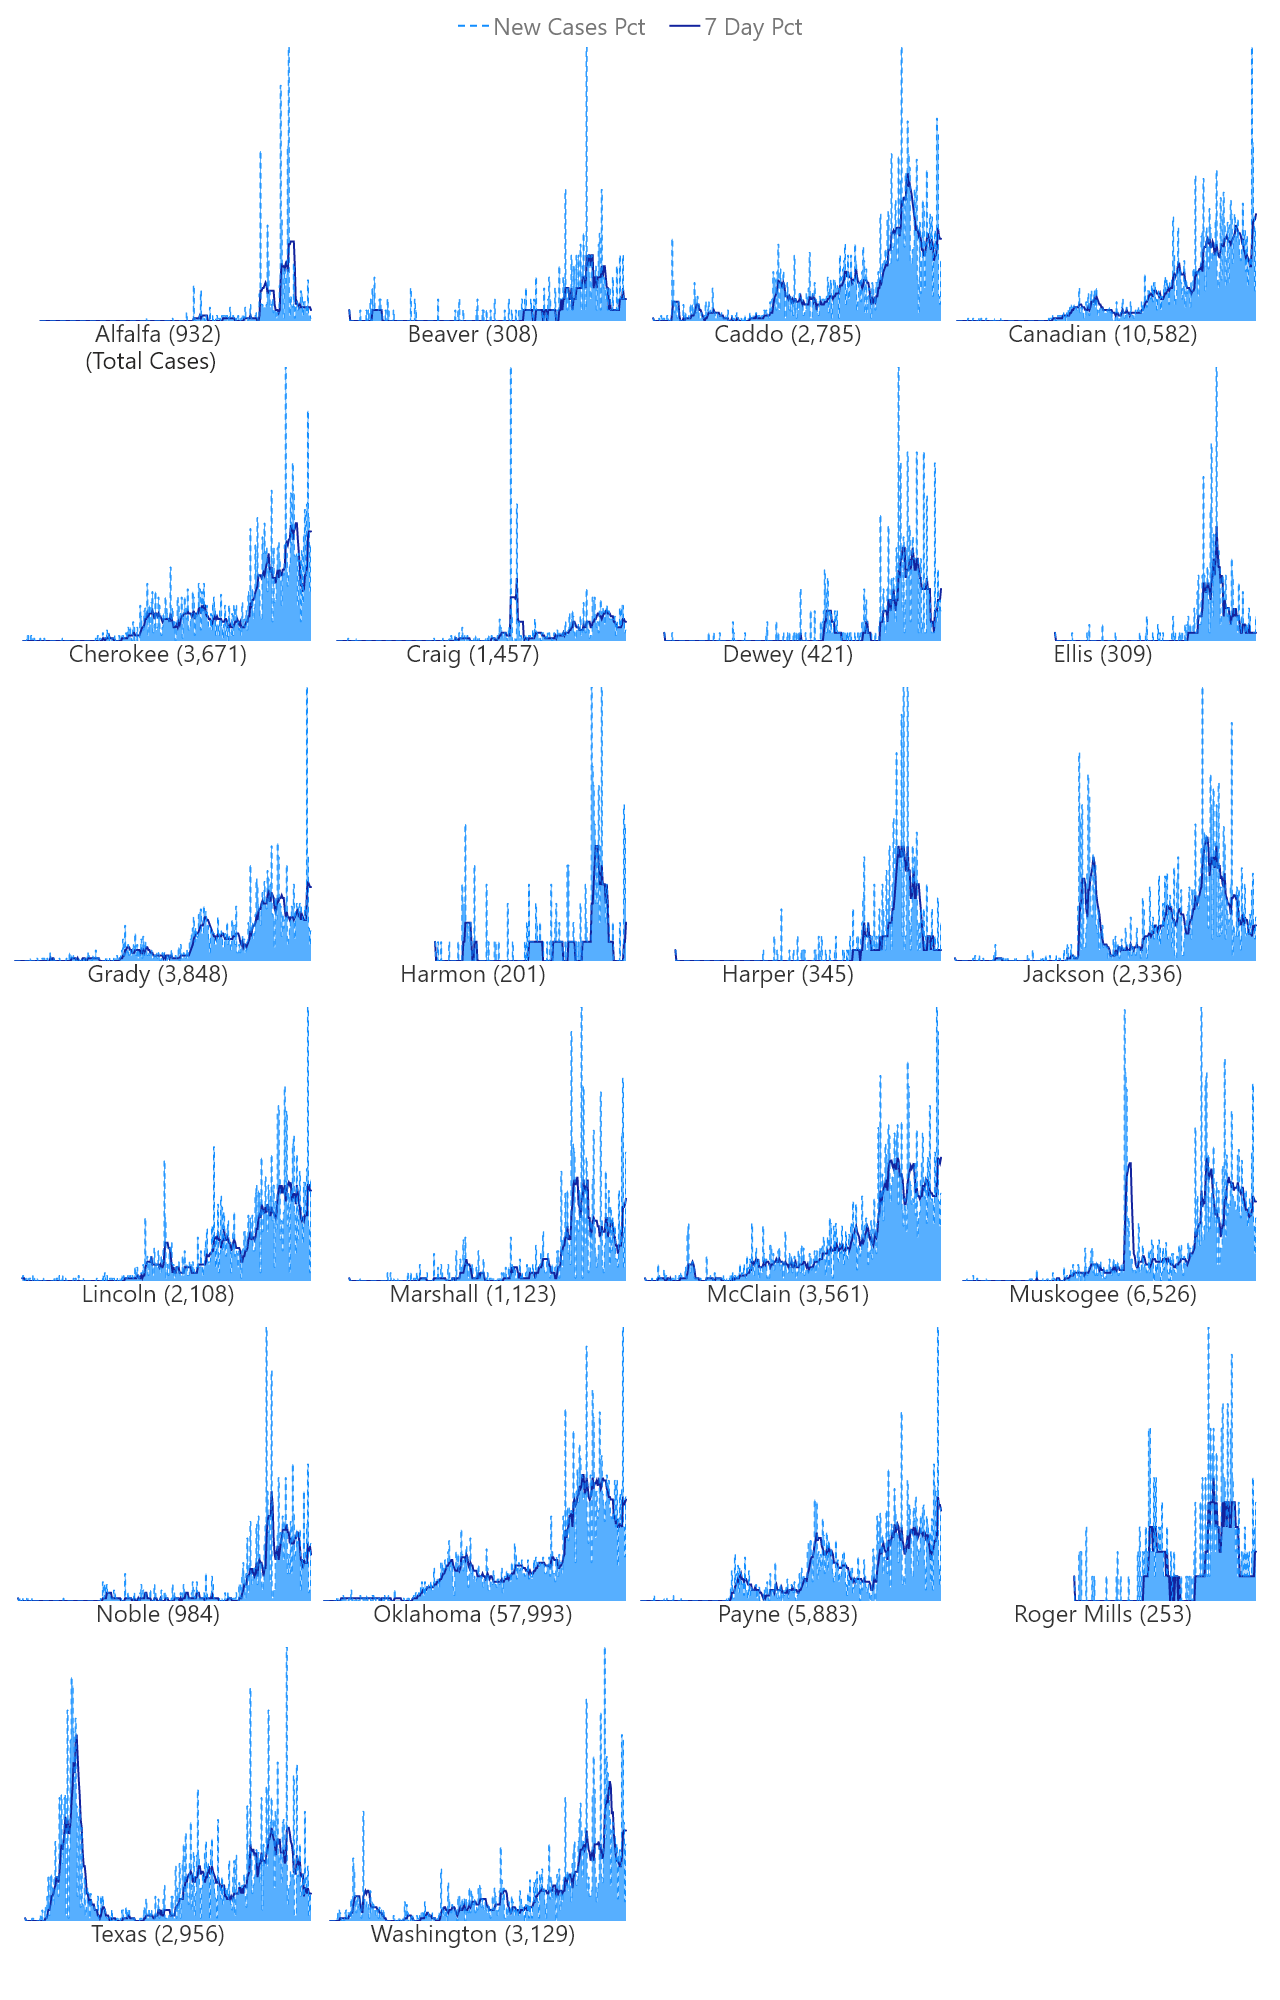 New Cases Pct 7 Day Pct
Alfalfa (932) Beaver (308) Caddo (2,785) Canadian (10,582)
(Total Cases)
Cherokee (3,671) Craig (1,457) Dewey (421) Ellis (309)
Grady (3,848) Harmon (201) Harper (345) Jackson (2,336)
Lincoln (2,108) Marshall (1,123) McClain (3,561) Muskogee (6,526)
Noble (984) Oklahoma (57,993) Payne (5,883) Roger Mills (253)
Texas (2,956) Washington (3,129)